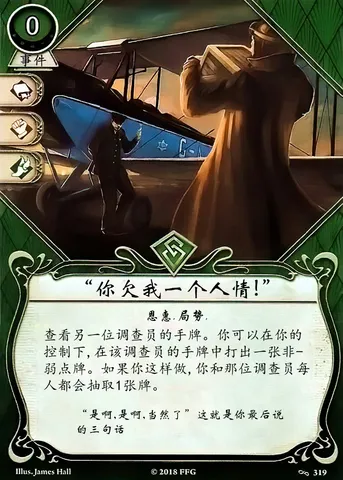 0
事件
“你欠我一个人情!”
恩惠.局势.
查看另一位调查员的手牌。你可以在你的
控制下,在该调查员的手牌中打出一张非-
弱点牌。如果你这样做,你和那位调查员每
人都会抽取1张牌。
“是啊,是啊,当然了”这就是你最后说
的三句话
Illus. James Hall
© 2018 FFG
319